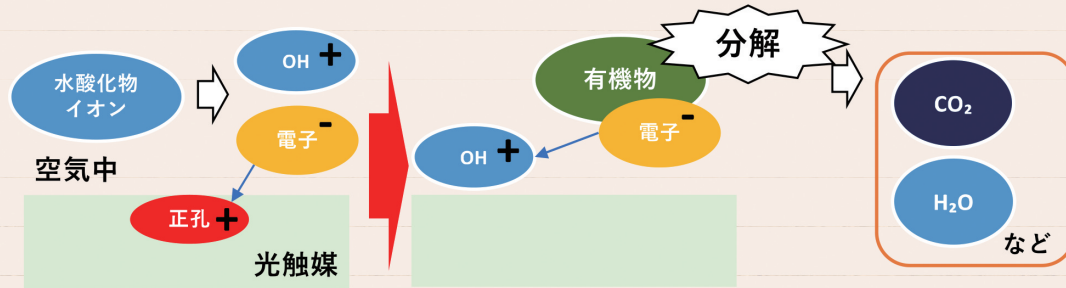 水酸化物
イオン
OH +
電子 -
空気中
正孔 +
光触媒
有機物
分解
電子 -
OH +
CO₂
H₂O
など